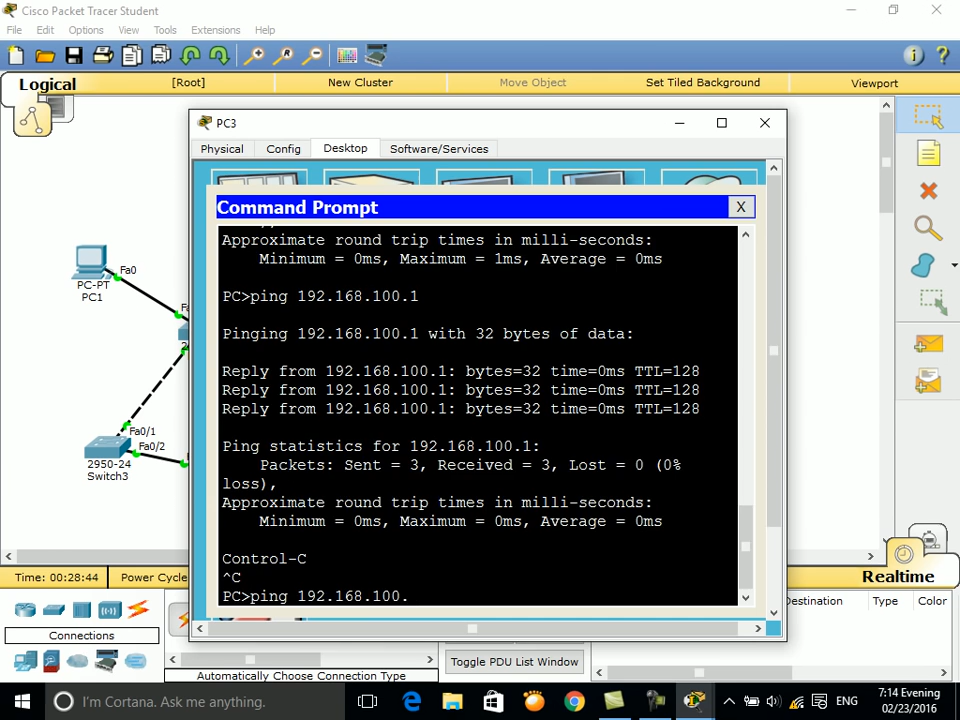 Cisco Packet Tracer Student
File Edit Options View Tools Extensions Help
Logical [Root] New Cluster Move Object Set Tiled Background Viewport
PC3
Physical Config Desktop Software/Services
Command Prompt X
Approximate round trip times in milli-seconds:
Minimum = 0ms, Maximum = 1ms, Average = 0ms
PC>ping 192.168.100.1
Pinging 192.168.100.1 with 32 bytes of data:
Reply from 192.168.100.1: bytes=32 time=0ms TTL=128
Reply from 192.168.100.1: bytes=32 time=0ms TTL=128
Reply from 192.168.100.1: bytes=32 time=0ms TTL=128
Ping statistics for 192.168.100.1:
Packets: Sent = 3, Received = 3, Lost = 0 (0%
loss),
Approximate round trip times in milli-seconds:
Minimum = 0ms, Maximum = 0ms, Average = 0ms
Control-C
^C
PC>ping 192.168.100.
Fa0
PC-PT
PC1
Fa0/1
Fa0/2
2950-24
Switch3
Time: 00:28:44 Power Cycle
Realtime
Connections
Automatically Choose Connection Type
Toggle PDU List Window
Destination Type Color
I'm Cortana. Ask me anything.
ENG
7:14 Evening
02/23/2016